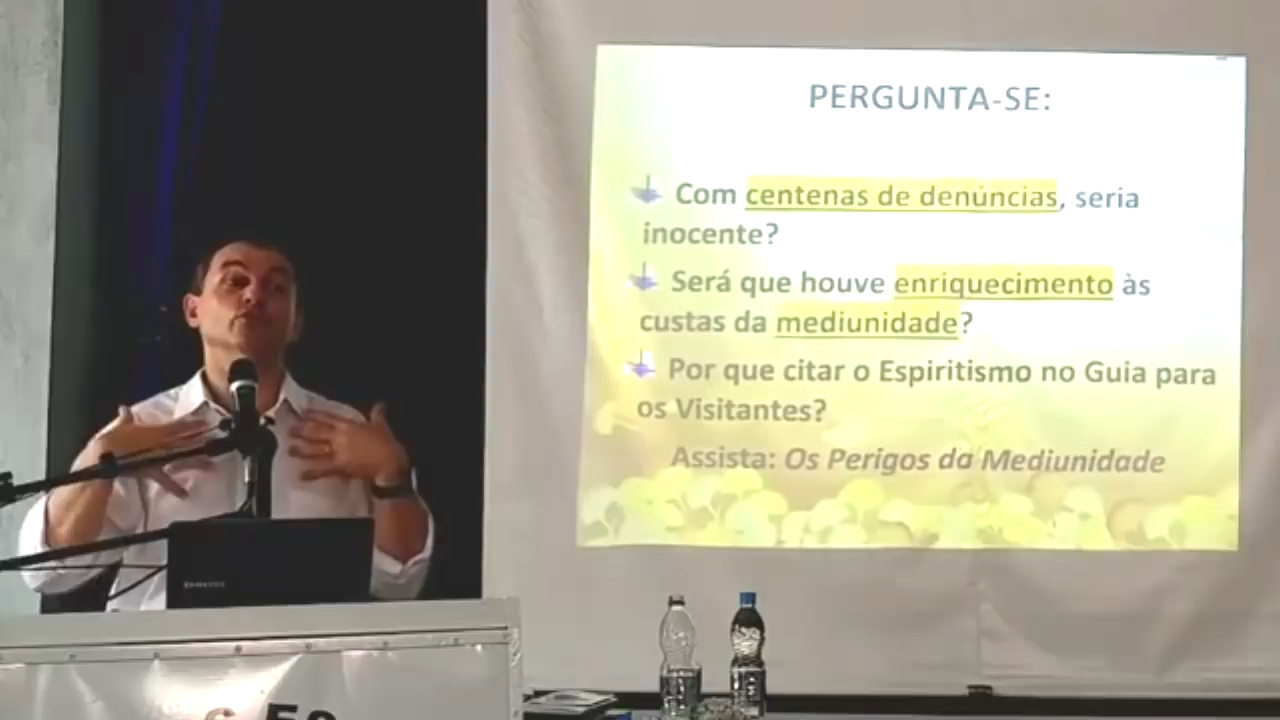 PERGUNTA-SE:
Com centenas de denúncias, seria
inocente?
Será que houve enriquecimento às
custas da mediunidade?
Por que citar o Espiritismo no Guia para
os Visitantes?
Assista: Os Perigos da Mediunidade
SAMSUNG